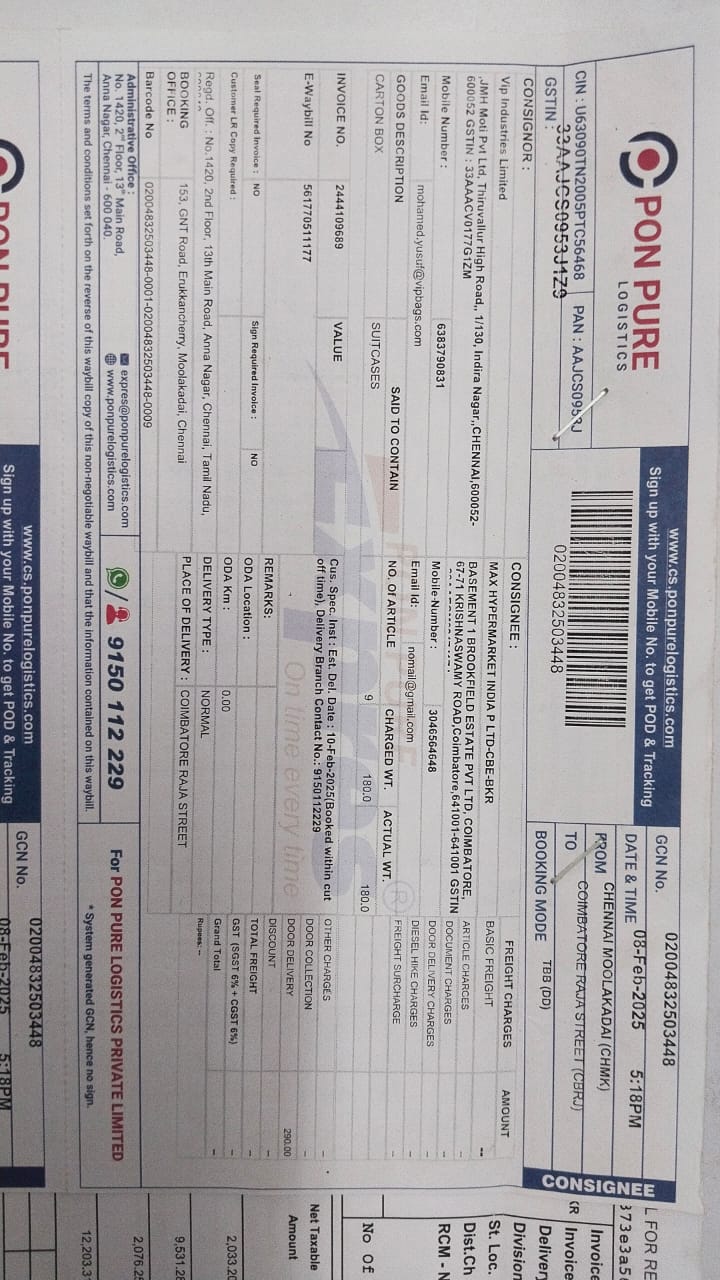 PON PURE
LOGISTICS
CIN : U63090TN2005PTC56468 PAN : AAJCS0953J
GSTIN : 33AAJCS0953J1Z9
www.cs.ponpurelogistics.com
Sign up with your Mobile No. to get POD & Tracking
02004832503448
GCN No. 02004832503448
DATE & TIME 08-Feb-2025 5:18PM
FROM CHENNAI MOOLAKADAI (CHMK)
TO COIMBATORE RAJA STREET (CBRJ)
BOOKING MODE TBB (DD)
CONSIGNEE
CONSIGNOR :
Vip Industries Limited
,JMH Moti Pvt Ltd, Thiruvallur High Road,, 1/130, Indira Nagar,,CHENNAI,600052-
600052 GSTIN : 33AAACV0177G1ZM
Mobile Number : 6383790831
Email Id: mohamed.yusuf@vipbags.com
CONSIGNEE :
MAX HYPERMARKET INDIA P LTD-CBE-BKR
BASEMENT 1 BROOKFIELD ESTATE PVT LTD, COIMBATORE,
67-71 KRISHNASWAMY ROAD,Coimbatore,641001-641001 GSTIN
Mobile-Number : 3046564648
Email Id: nomail@gmail.com
GOODS DESCRIPTION SAID TO CONTAIN NO. Of ARTICLE CHARGED WT. ACTUAL WT.
CARTON BOX SUITCASES 9 180.0 180.0
INVOICE NO. 2444109689 VALUE
E-Waybill No 561770511177
Cus. Spec. Inst : Est. Del. Date : 10-Feb-2025(Booked within cut
off time), Delivery Branch Contact No.: 9150112229
PON PURE
Express
On time every time
Seal Required Invoice : NO Sign Required Invoice : NO
Customer LR Copy Required :
REMARKS:
ODA Location :
ODA Km : 0.00
Regd. Off. : No.1420, 2nd Floor, 13th Main Road, Anna Nagar, Chennai, Tamil Nadu,
DELIVERY TYPE : NORMAL
BOOKING
OFFICE : 153, GNT Road, Erukkancherry, Moolakadai, Chennai
PLACE OF DELIVERY : COIMBATORE RAJA STREET
Barcode No 02004832503448-0001-02004832503448-0009
FREIGHT CHARGES AMOUNT
BASIC FREIGHT --
ARTICLE CHARGES -
DOCUMENT CHARGES -
DOOR DELIVERY CHARGES -
DIESEL HIKE CHARGES -
FREIGHT SURCHARGE -
OTHER CHARGES -
DOOR COLLECTION -
DOOR DELIVERY 290.00
DISCOUNT -
TOTAL FREIGHT -
GST (SGST 6% + CGST 6%) -
Grand Total -
Rupees: --
Administrative Office :
No. 1420, 2nd Floor, 13th Main Road,
Anna Nagar, Chennai - 600 040.
expres@ponpurelogistics.com
www.ponpurelogistics.com
/ 9150 112 229
For PON PURE LOGISTICS PRIVATE LIMITED
The terms and conditions set forth on the reverse of this waybill copy of this non-negotiable waybill and that the information contained on this waybill.
* System generated GCN, hence no sign.
PON PURE
www.cs.ponpurelogistics.com
Sign up with your Mobile No. to get POD & Tracking
GCN No. 02004832503448
08-Feb-2025 5:18PM
L FOR RE
373e3a5
Invoic
Invoice
Deliver
Division
St. Loc.
Dist.Ch
RCM - N
No Of
Net Taxable
Amount
2,033.20
9,531.28
2,076.28
12,203.3